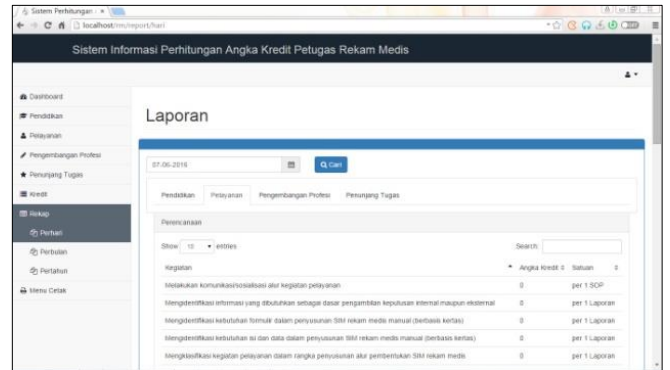 Sistem Perhitungan
localhost/rm/report/hari
Sistem Informasi Perhitungan Angka Kredit Petugas Rekam Medis
Dashboard
Pendidikan
Pelayanan
Pengembangan Profesi
Penunjang Tugas
Kredit
Rekap
Perhari
Perbulan
Pertahun
Menu Cetak
Laporan
07-06-2016 Cari
Pendidikan Pelayanan Pengembangan Profesi Penunjang Tugas
Perencanaan
Show 10 entries Search:
Kegiatan Angka Kredit Satuan
Melakukan komunikasi/sosialisasi alur kegiatan pelayanan 0 per 1 SOP
Mengidentifikasi informasi yang dibutuhkan sebagai dasar pengambilan keputusan internal maupun eksternal 0 per 1 Laporan
Mengidentifikasi kebutuhan formulir dalam penyusunan SIM rekam medis manual (berbasis kertas) 0 per 1 Laporan
Mengidentifikasi kebutuhan isi dan data dalam penyusunan SIM rekam medis manual (berbasis kertas) 0 per 1 Laporan
Mengklasifikasi kegiatan pelayanan dalam rangka penyusunan alur pembentukan SIM rekam medis 0 per 1 Laporan